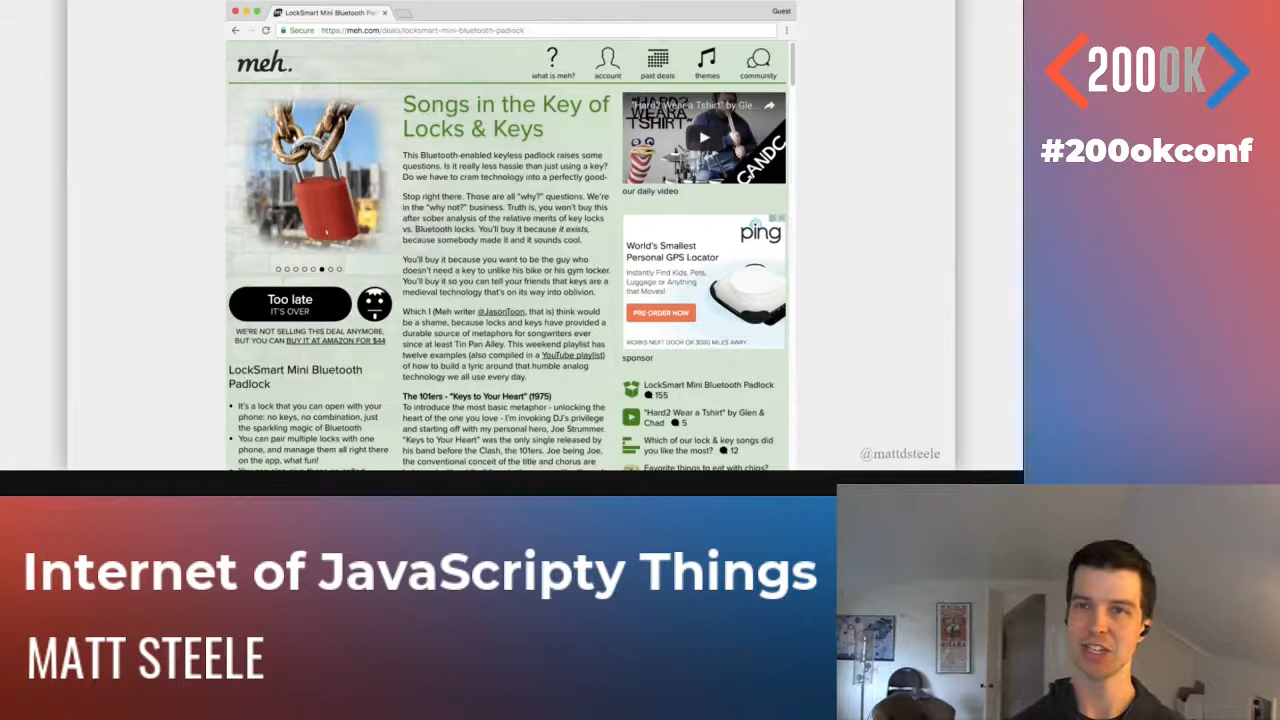 LockSmart Mini Bluetooth Pad
Guest
Secure
https://meh.com/deals/locksmart-mini-bluetooth-padlock
meh.
what is meh?
account
past deals
themes
community
Too late
IT'S OVER
WE'RE NOT SELLING THIS DEAL ANYMORE,
BUT YOU CAN BUY IT AT AMAZON FOR $44
LockSmart Mini Bluetooth
Padlock
It's a lock that you can open with your
phone: no keys, no combination, just
the sparkling magic of Bluetooth
You can pair multiple locks with one
phone, and manage them all right there
on the app, what fun!
Songs in the Key of
Locks & Keys
This Bluetooth-enabled keyless padlock raises some
questions. Is it really less hassle than just using a key?
Do we have to cram technology into a perfectly good-
Stop right there. Those are all "why?" questions. We're
in the "why not?" business. Truth is, you won't buy this
after sober analysis of the relative merits of key locks
vs. Bluetooth locks. You'll buy it because it exists,
because somebody made it and it sounds cool.
You'll buy it because you want to be the guy who
doesn't need a key to unlike his bike or his gym locker.
You'll buy it so you can tell your friends that keys are a
medieval technology that's on its way into oblivion.
Which I (Meh writer @JasonToon, that is) think would
be a shame, because locks and keys have provided a
durable source of metaphors for songwriters ever
since at least Tin Pan Alley. This weekend playlist has
twelve examples (also compiled in a YouTube playlist)
of how to build a lyric around that humble analog
technology we all use every day.
The 101ers - "Keys to Your Heart" (1975)
To introduce the most basic metaphor - unlocking the
heart of the one you love - I'm invoking DJ's privilege
and starting off with my personal hero, Joe Strummer.
"Keys to Your Heart" was the only single released by
his band before the Clash, the 101ers. Joe being Joe,
the conventional conceit of the title and chorus are
"Hard2 Wear a Tshirt" by Gle...
"HARD2
WEAR A
TSHIRT"
our daily video
ping
World's Smallest
Personal GPS Locator
Instantly Find Kids, Pets,
Luggage or Anything
that Moves!
PRE-ORDER NOW
WORKS NEXT DOOR OR 3000 MILES AWAY.
sponsor
LockSmart Mini Bluetooth Padlock
155
"Hard2 Wear a Tshirt" by Glen &
Chad 5
Which of our lock & key songs did
you like the most? 12
Favorite things to eat with chips?
@mattdsteele
200OK
#200okconf
Internet of JavaScripty Things
MATT STEELE